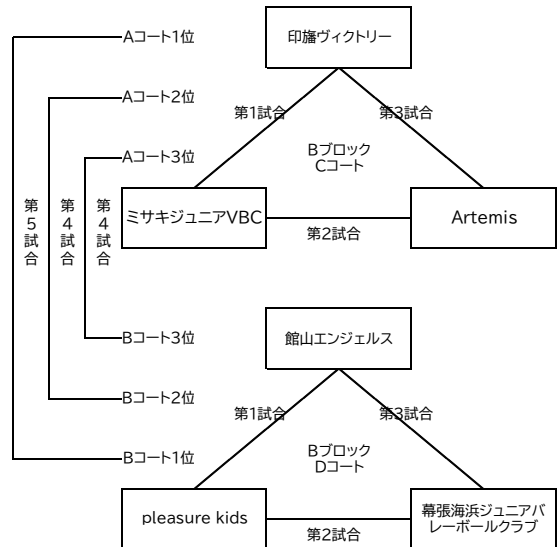 Aコート1位
印旛ヴィクトリー
Aコート2位
第1試合
第3試合
Aコート3位
Bブロック
Cコート
ミサキジュニアVBC
Artemis
第2試合
第5試合
第4試合
第4試合
Bコート3位
館山エンジェルス
Bコート2位
第1試合
第3試合
Bコート1位
Bブロック
Dコート
pleasure kids
幕張海浜ジュニアバ
レーボールクラブ
第2試合